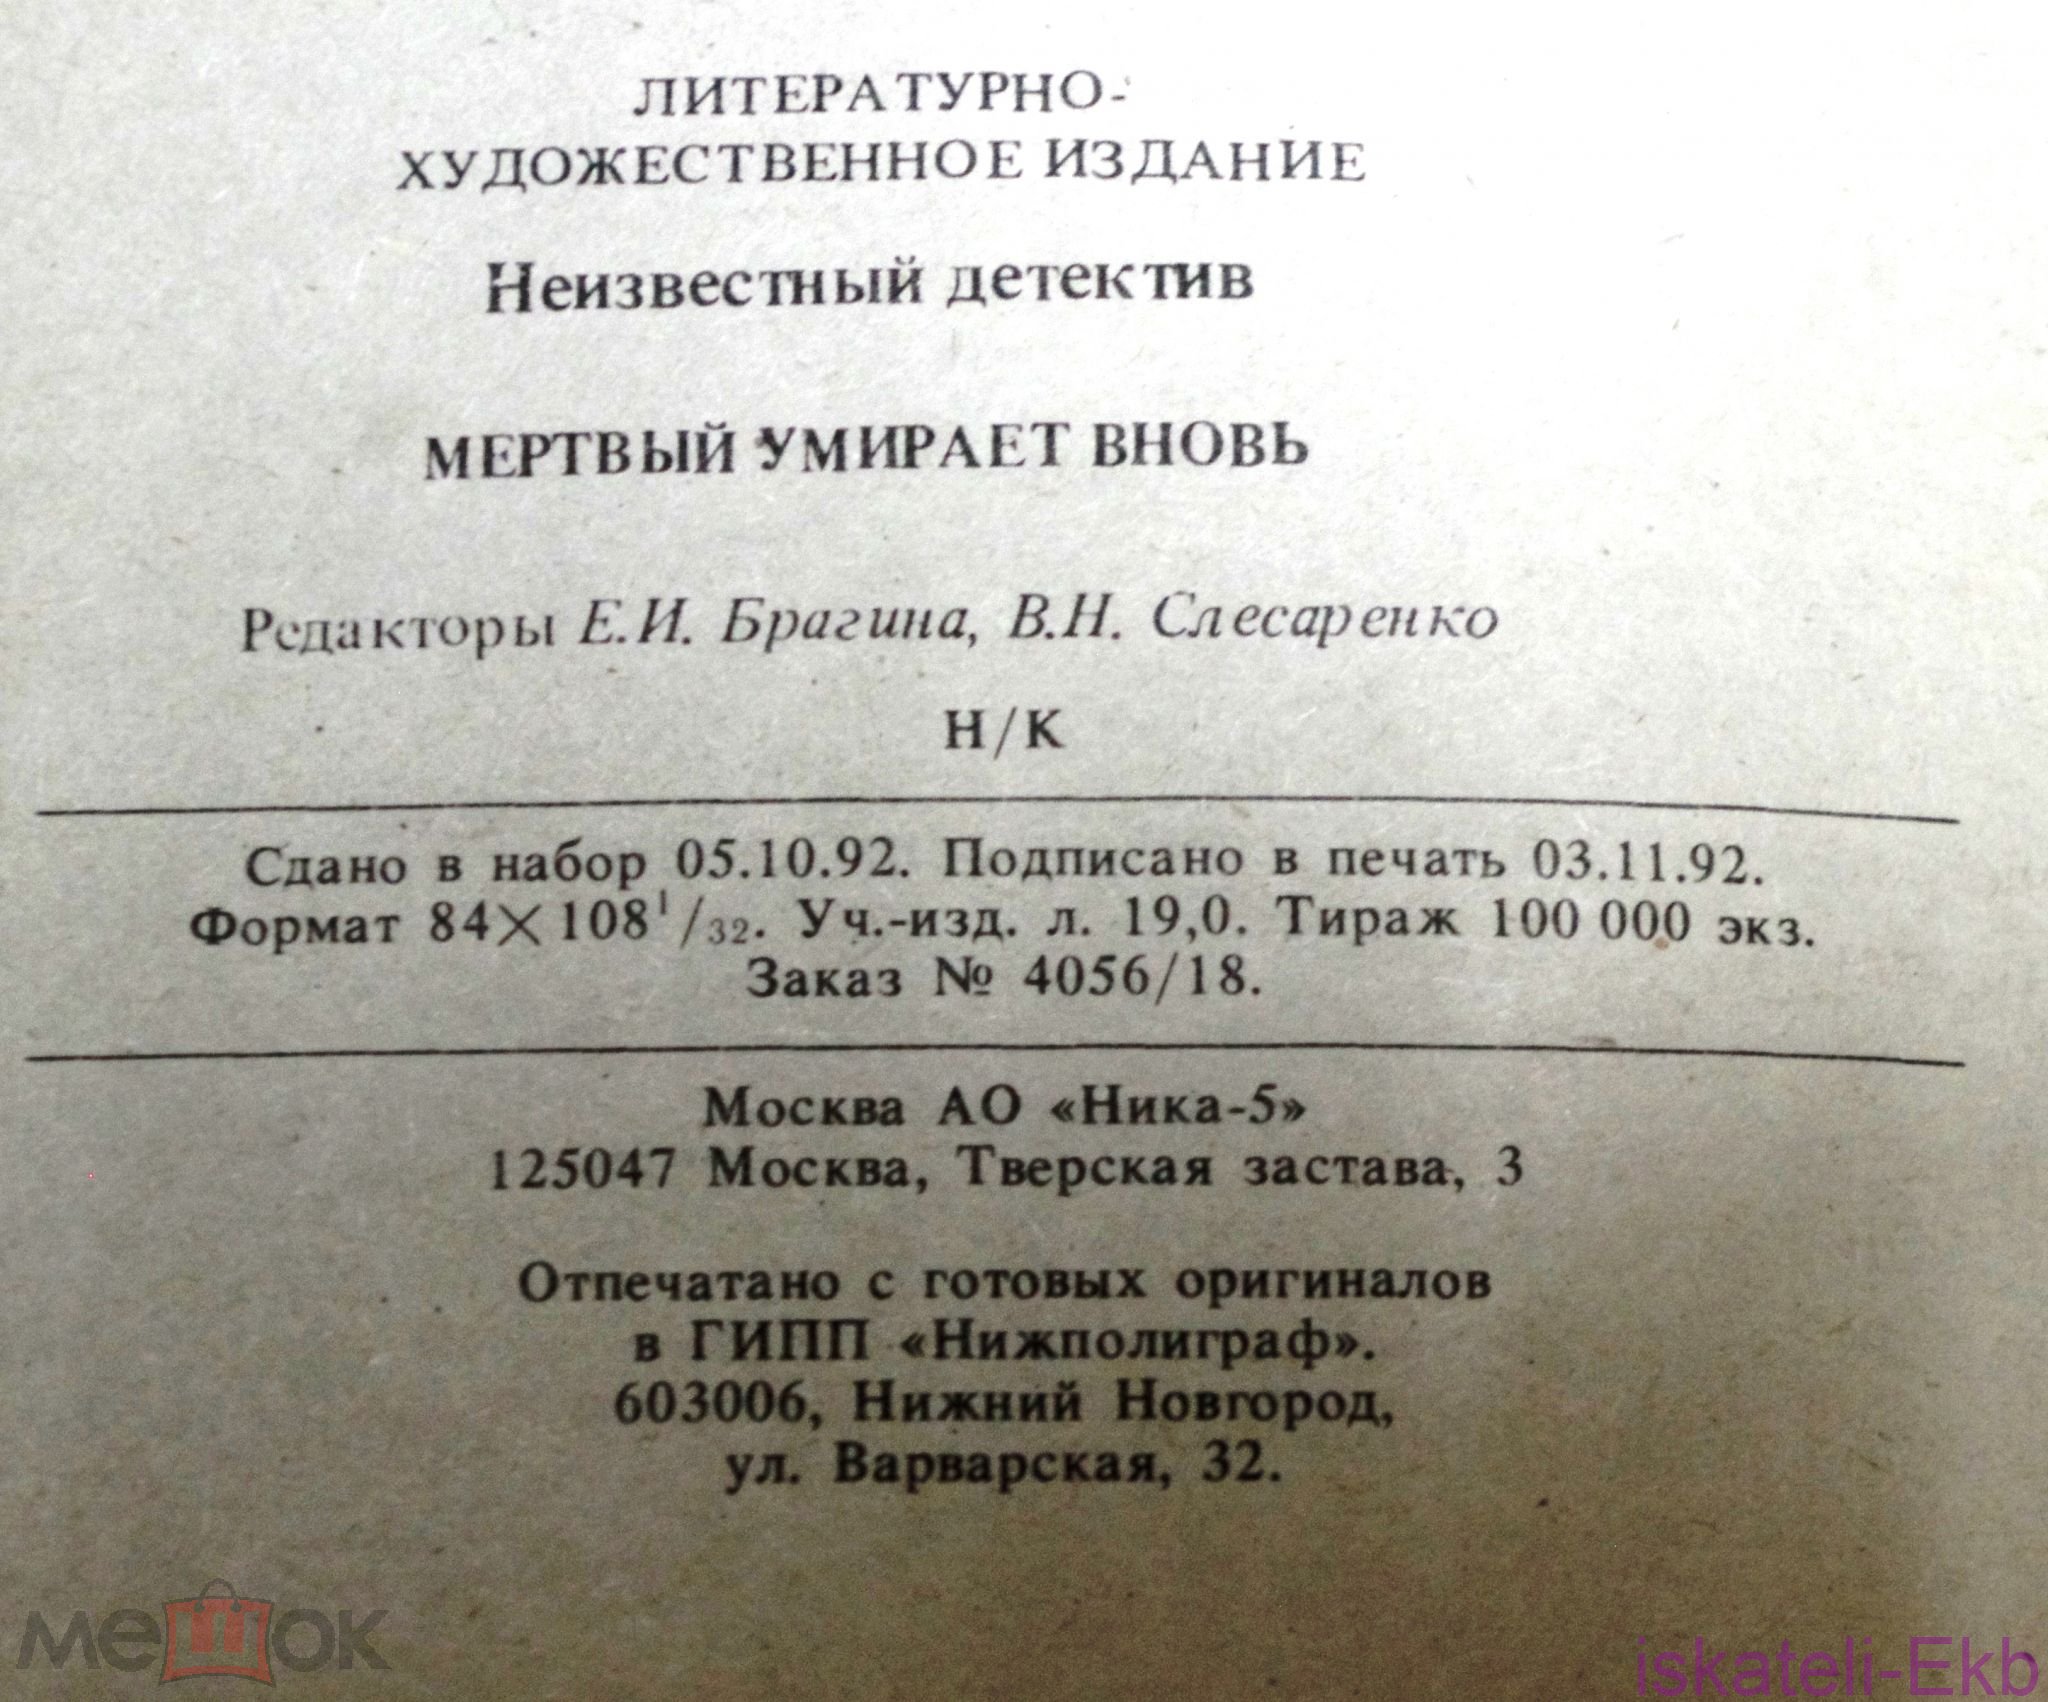 ЛИТЕРАТУРНО-
ХУДОЖЕСТВЕННОЕ ИЗДАНИЕ
Неизвестный детектив
МЕРТВЫЙ УМИРАЕТ ВНОВЬ
Редакторы Е.И. Брагина, В.Н. Слесаренко
Н/К
Сдано в набор 05.10.92. Подписано в печать 03.11.92.
Формат 84×108¹/₃₂. Уч.-изд. л. 19,0. Тираж 100 000 экз.
Заказ № 4056/18.
Москва АО «Ника-5»
125047 Москва, Тверская застава, 3
Отпечатано с готовых оригиналов
в ГИПП «Нижполиграф».
603006, Нижний Новгород,
ул. Варварская, 32.
мешок
iskateli-Ekb